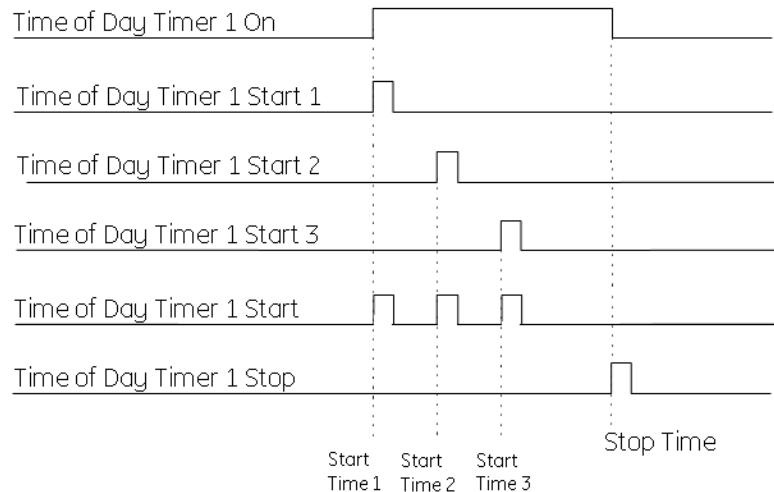 Time of Day Timer 1 On
Time of Day Timer 1 Start 1
Time of Day Timer 1 Start 2
Time of Day Timer 1 Start 3
Time of Day Timer 1 Start
Time of Day Timer 1 Stop
Stop Time
Start Start Start
Time 1 Time 2 Time 3